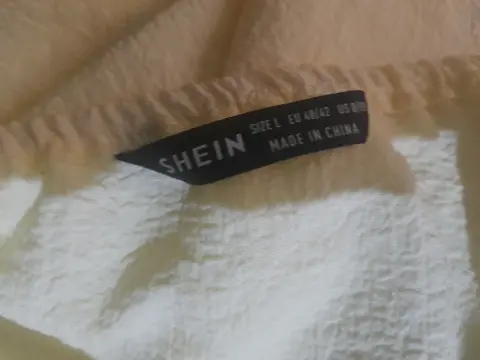 SHEIN
SIZE L EU 40/42 US
MADE IN CHINA